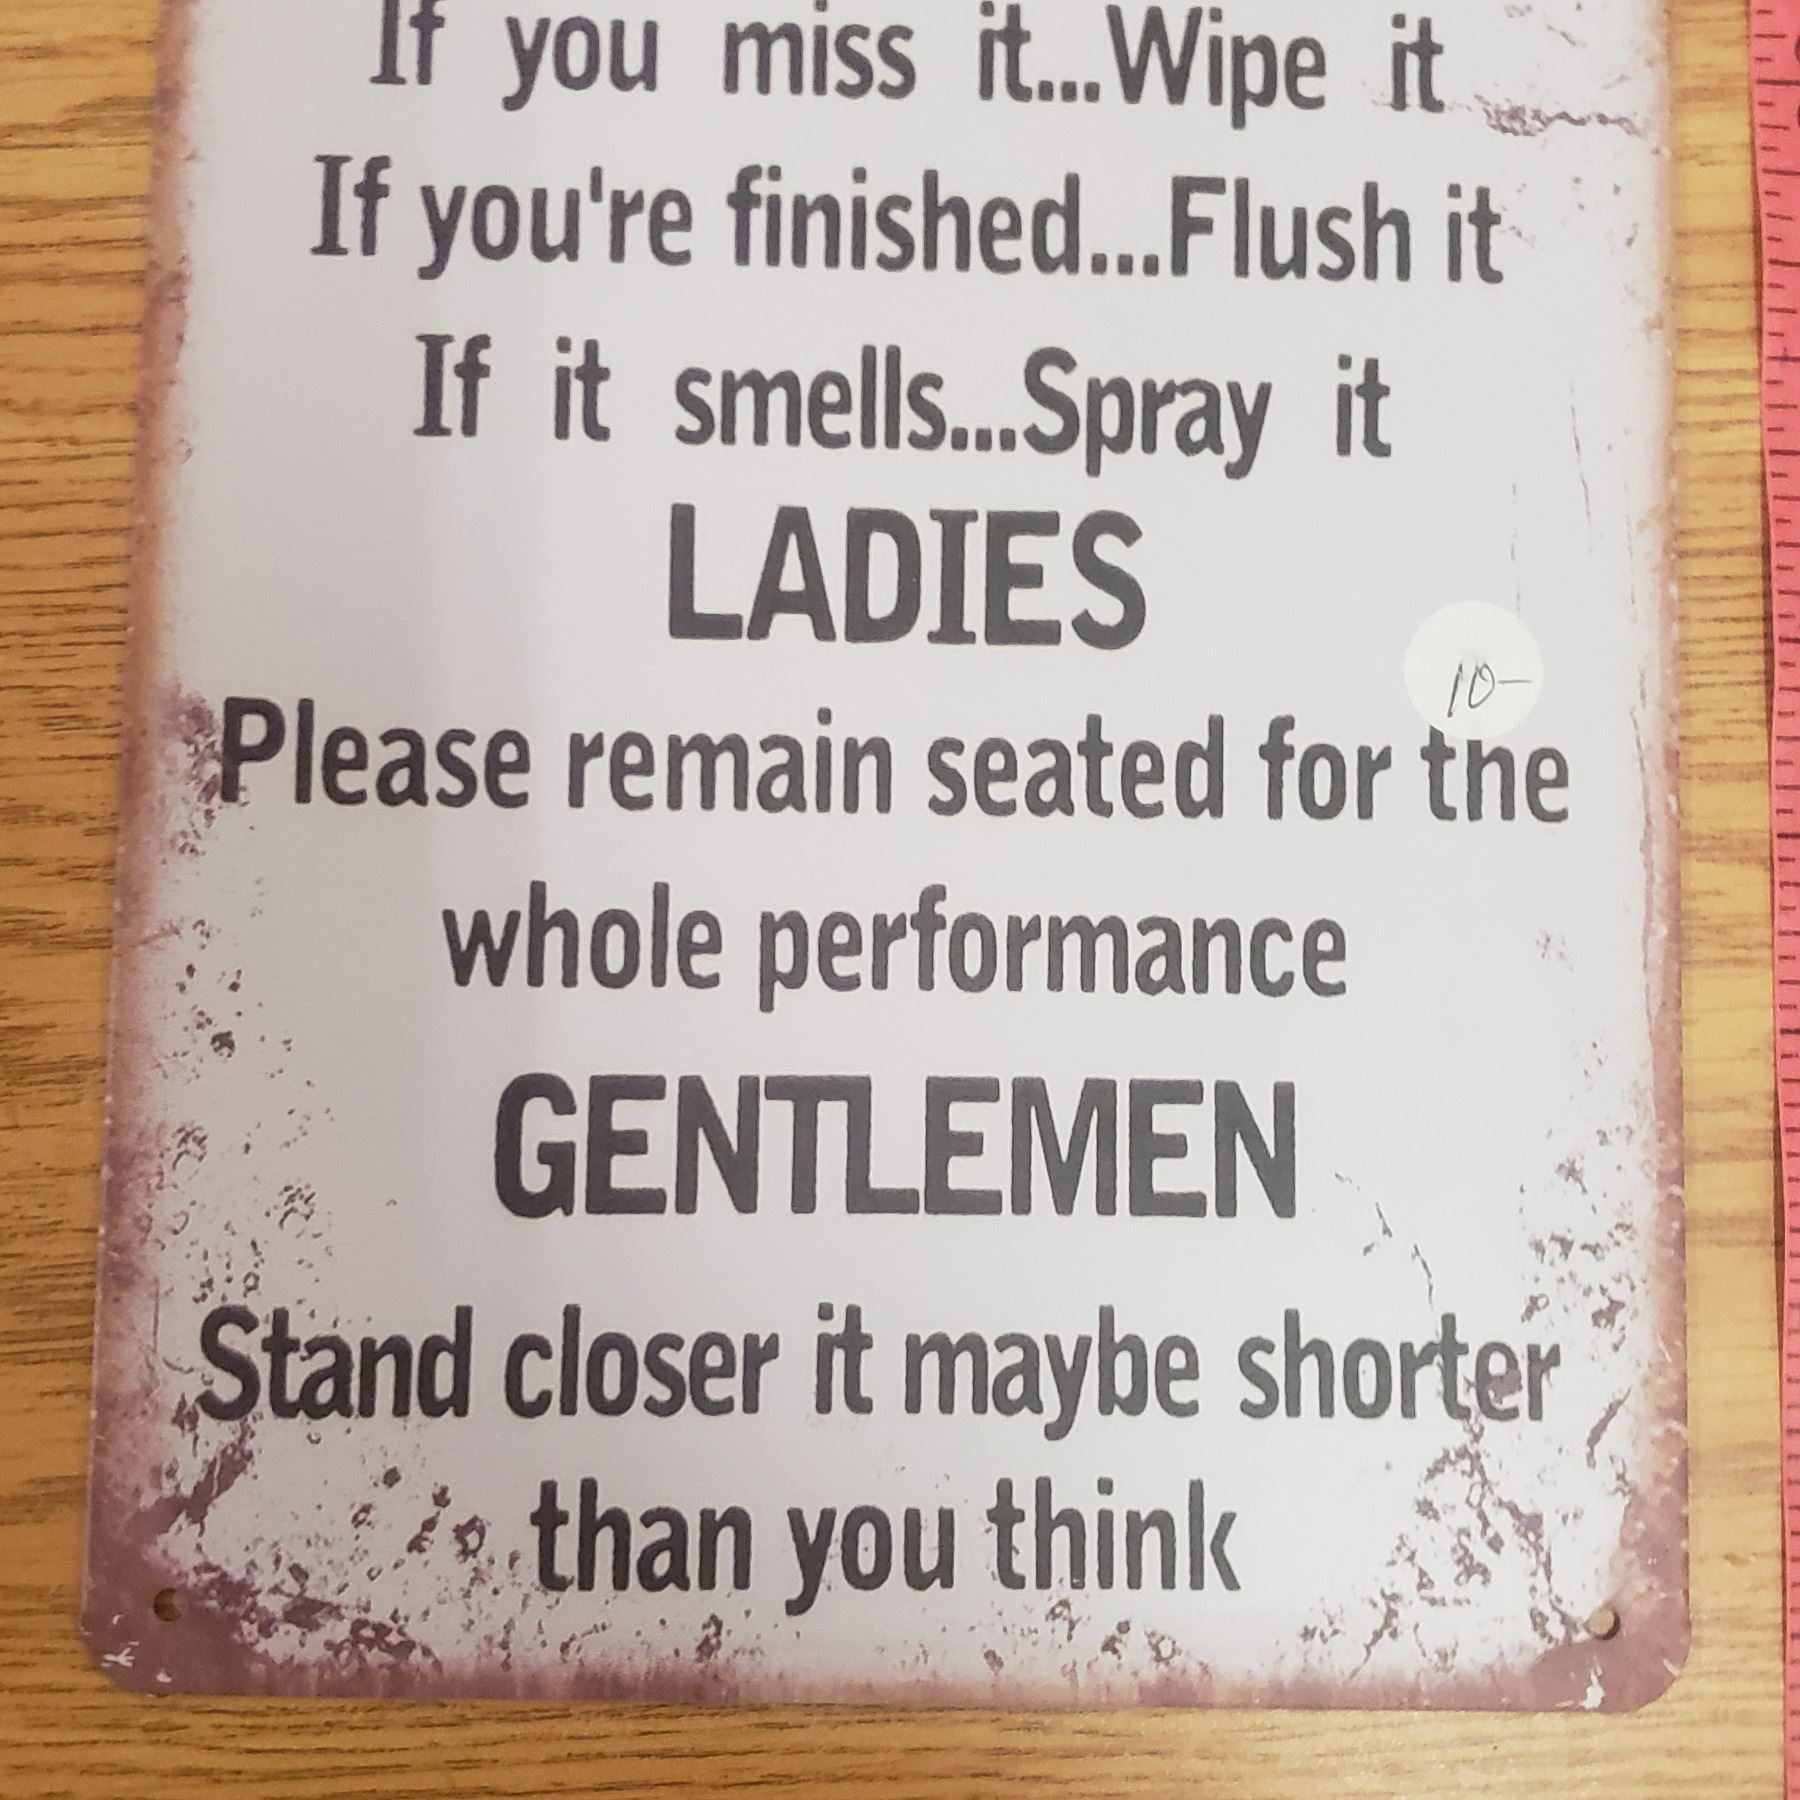 If you miss it...Wipe it
If you're finished...Flush it
If it smells...Spray it
LADIES
10-
Please remain seated for the
whole performance
GENTLEMEN
Stand closer it maybe shorter
than you think